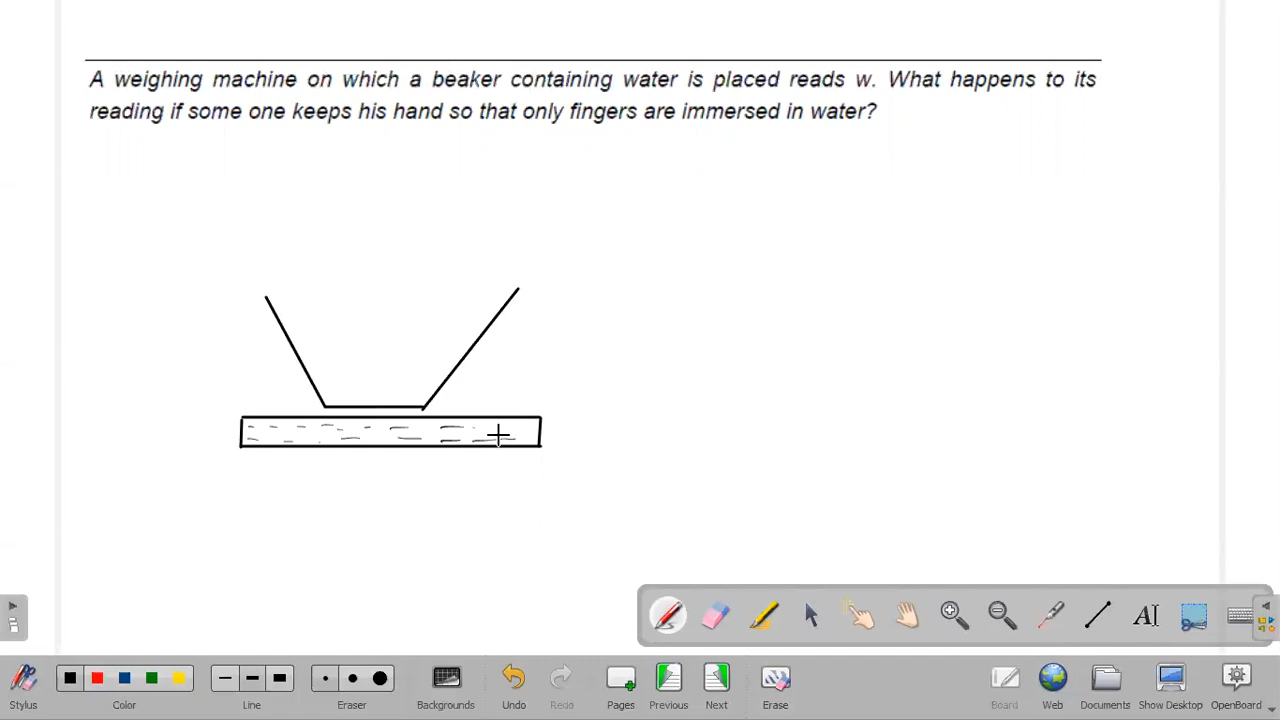 A weighing machine on which a beaker containing water is placed reads w. What happens to its
reading if some one keeps his hand so that only fingers are immersed in water?
AI
Stylus Color Line Eraser Backgrounds Undo Redo Pages Previous Next Erase Board Web Documents Show Desktop OpenBoard